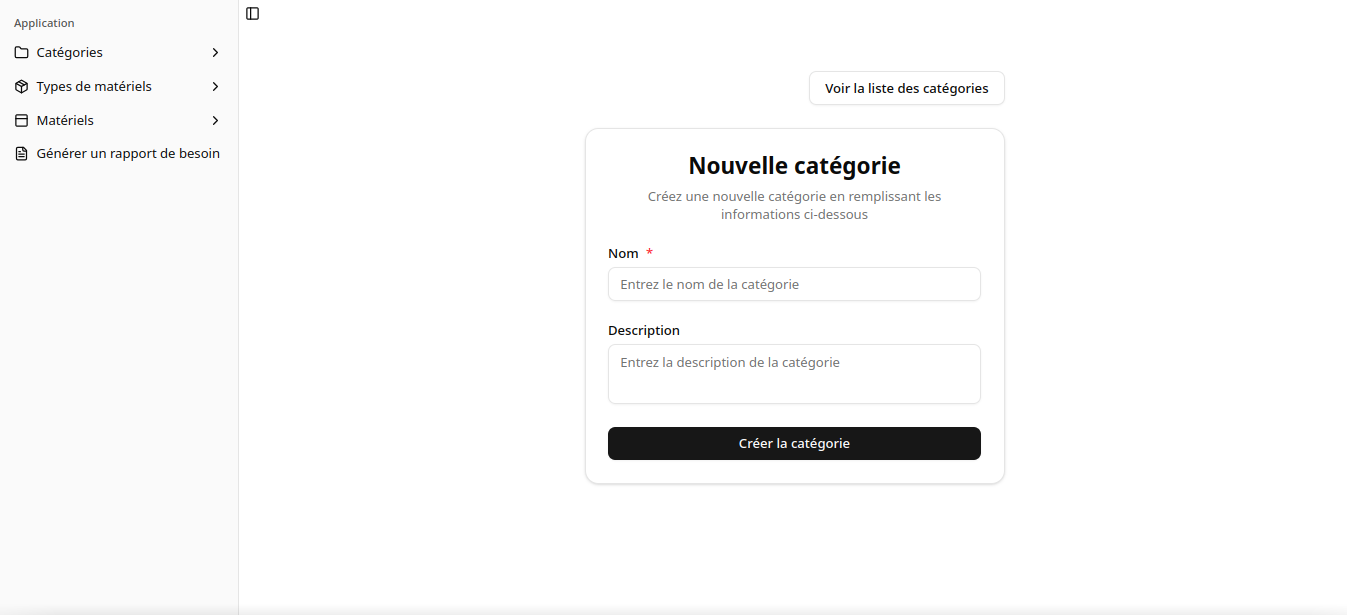 Application
Catégories
Types de matériels
Matériels
Générer un rapport de besoin
Voir la liste des catégories
Nouvelle catégorie
Créez une nouvelle catégorie en remplissant les
informations ci-dessous
Nom *
Entrez le nom de la catégorie
Description
Entrez la description de la catégorie
Créer la catégorie